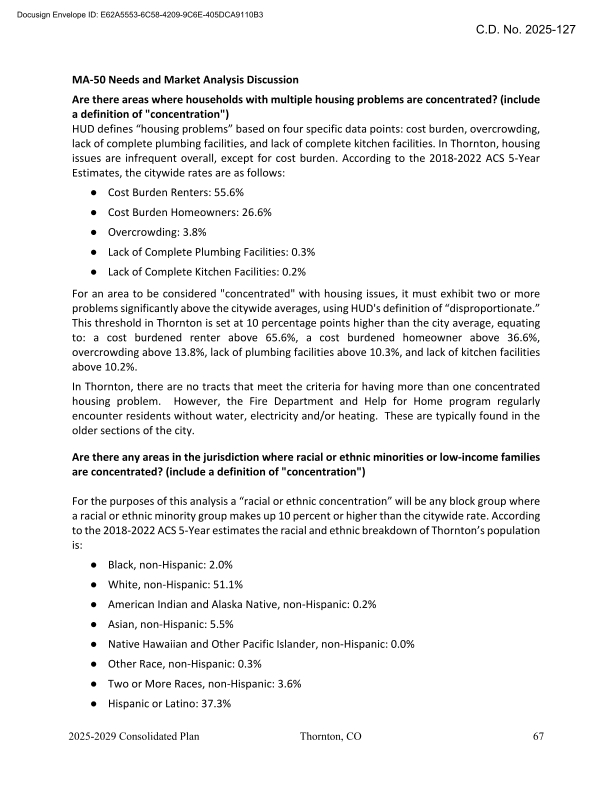 Docusign Envelope ID: E62A5553-6C58-4209-9C6E-405DCA9110B3
C.D. No. 2025-127
MA-50 Needs and Market Analysis Discussion
Are there areas where households with multiple housing problems are concentrated? (include
a definition of "concentration")
HUD defines “housing problems” based on four specific data points: cost burden, overcrowding,
lack of complete plumbing facilities, and lack of complete kitchen facilities. In Thornton, housing
issues are infrequent overall, except for cost burden. According to the 2018-2022 ACS 5-Year
Estimates, the citywide rates are as follows:
● Cost Burden Renters: 55.6%
● Cost Burden Homeowners: 26.6%
● Overcrowding: 3.8%
● Lack of Complete Plumbing Facilities: 0.3%
● Lack of Complete Kitchen Facilities: 0.2%
For an area to be considered "concentrated" with housing issues, it must exhibit two or more
problems significantly above the citywide averages, using HUD's definition of “disproportionate.”
This threshold in Thornton is set at 10 percentage points higher than the city average, equating
to: a cost burdened renter above 65.6%, a cost burdened homeowner above 36.6%,
overcrowding above 13.8%, lack of plumbing facilities above 10.3%, and lack of kitchen facilities
above 10.2%.
In Thornton, there are no tracts that meet the criteria for having more than one concentrated
housing problem. However, the Fire Department and Help for Home program regularly
encounter residents without water, electricity and/or heating. These are typically found in the
older sections of the city.
Are there any areas in the jurisdiction where racial or ethnic minorities or low-income families
are concentrated? (include a definition of "concentration")
For the purposes of this analysis a “racial or ethnic concentration” will be any block group where
a racial or ethnic minority group makes up 10 percent or higher than the citywide rate. According
to the 2018-2022 ACS 5-Year estimates the racial and ethnic breakdown of Thornton’s population
is:
● Black, non-Hispanic: 2.0%
● White, non-Hispanic: 51.1%
● American Indian and Alaska Native, non-Hispanic: 0.2%
● Asian, non-Hispanic: 5.5%
● Native Hawaiian and Other Pacific Islander, non-Hispanic: 0.0%
● Other Race, non-Hispanic: 0.3%
● Two or More Races, non-Hispanic: 3.6%
● Hispanic or Latino: 37.3%
2025-2029 Consolidated Plan Thornton, CO 67